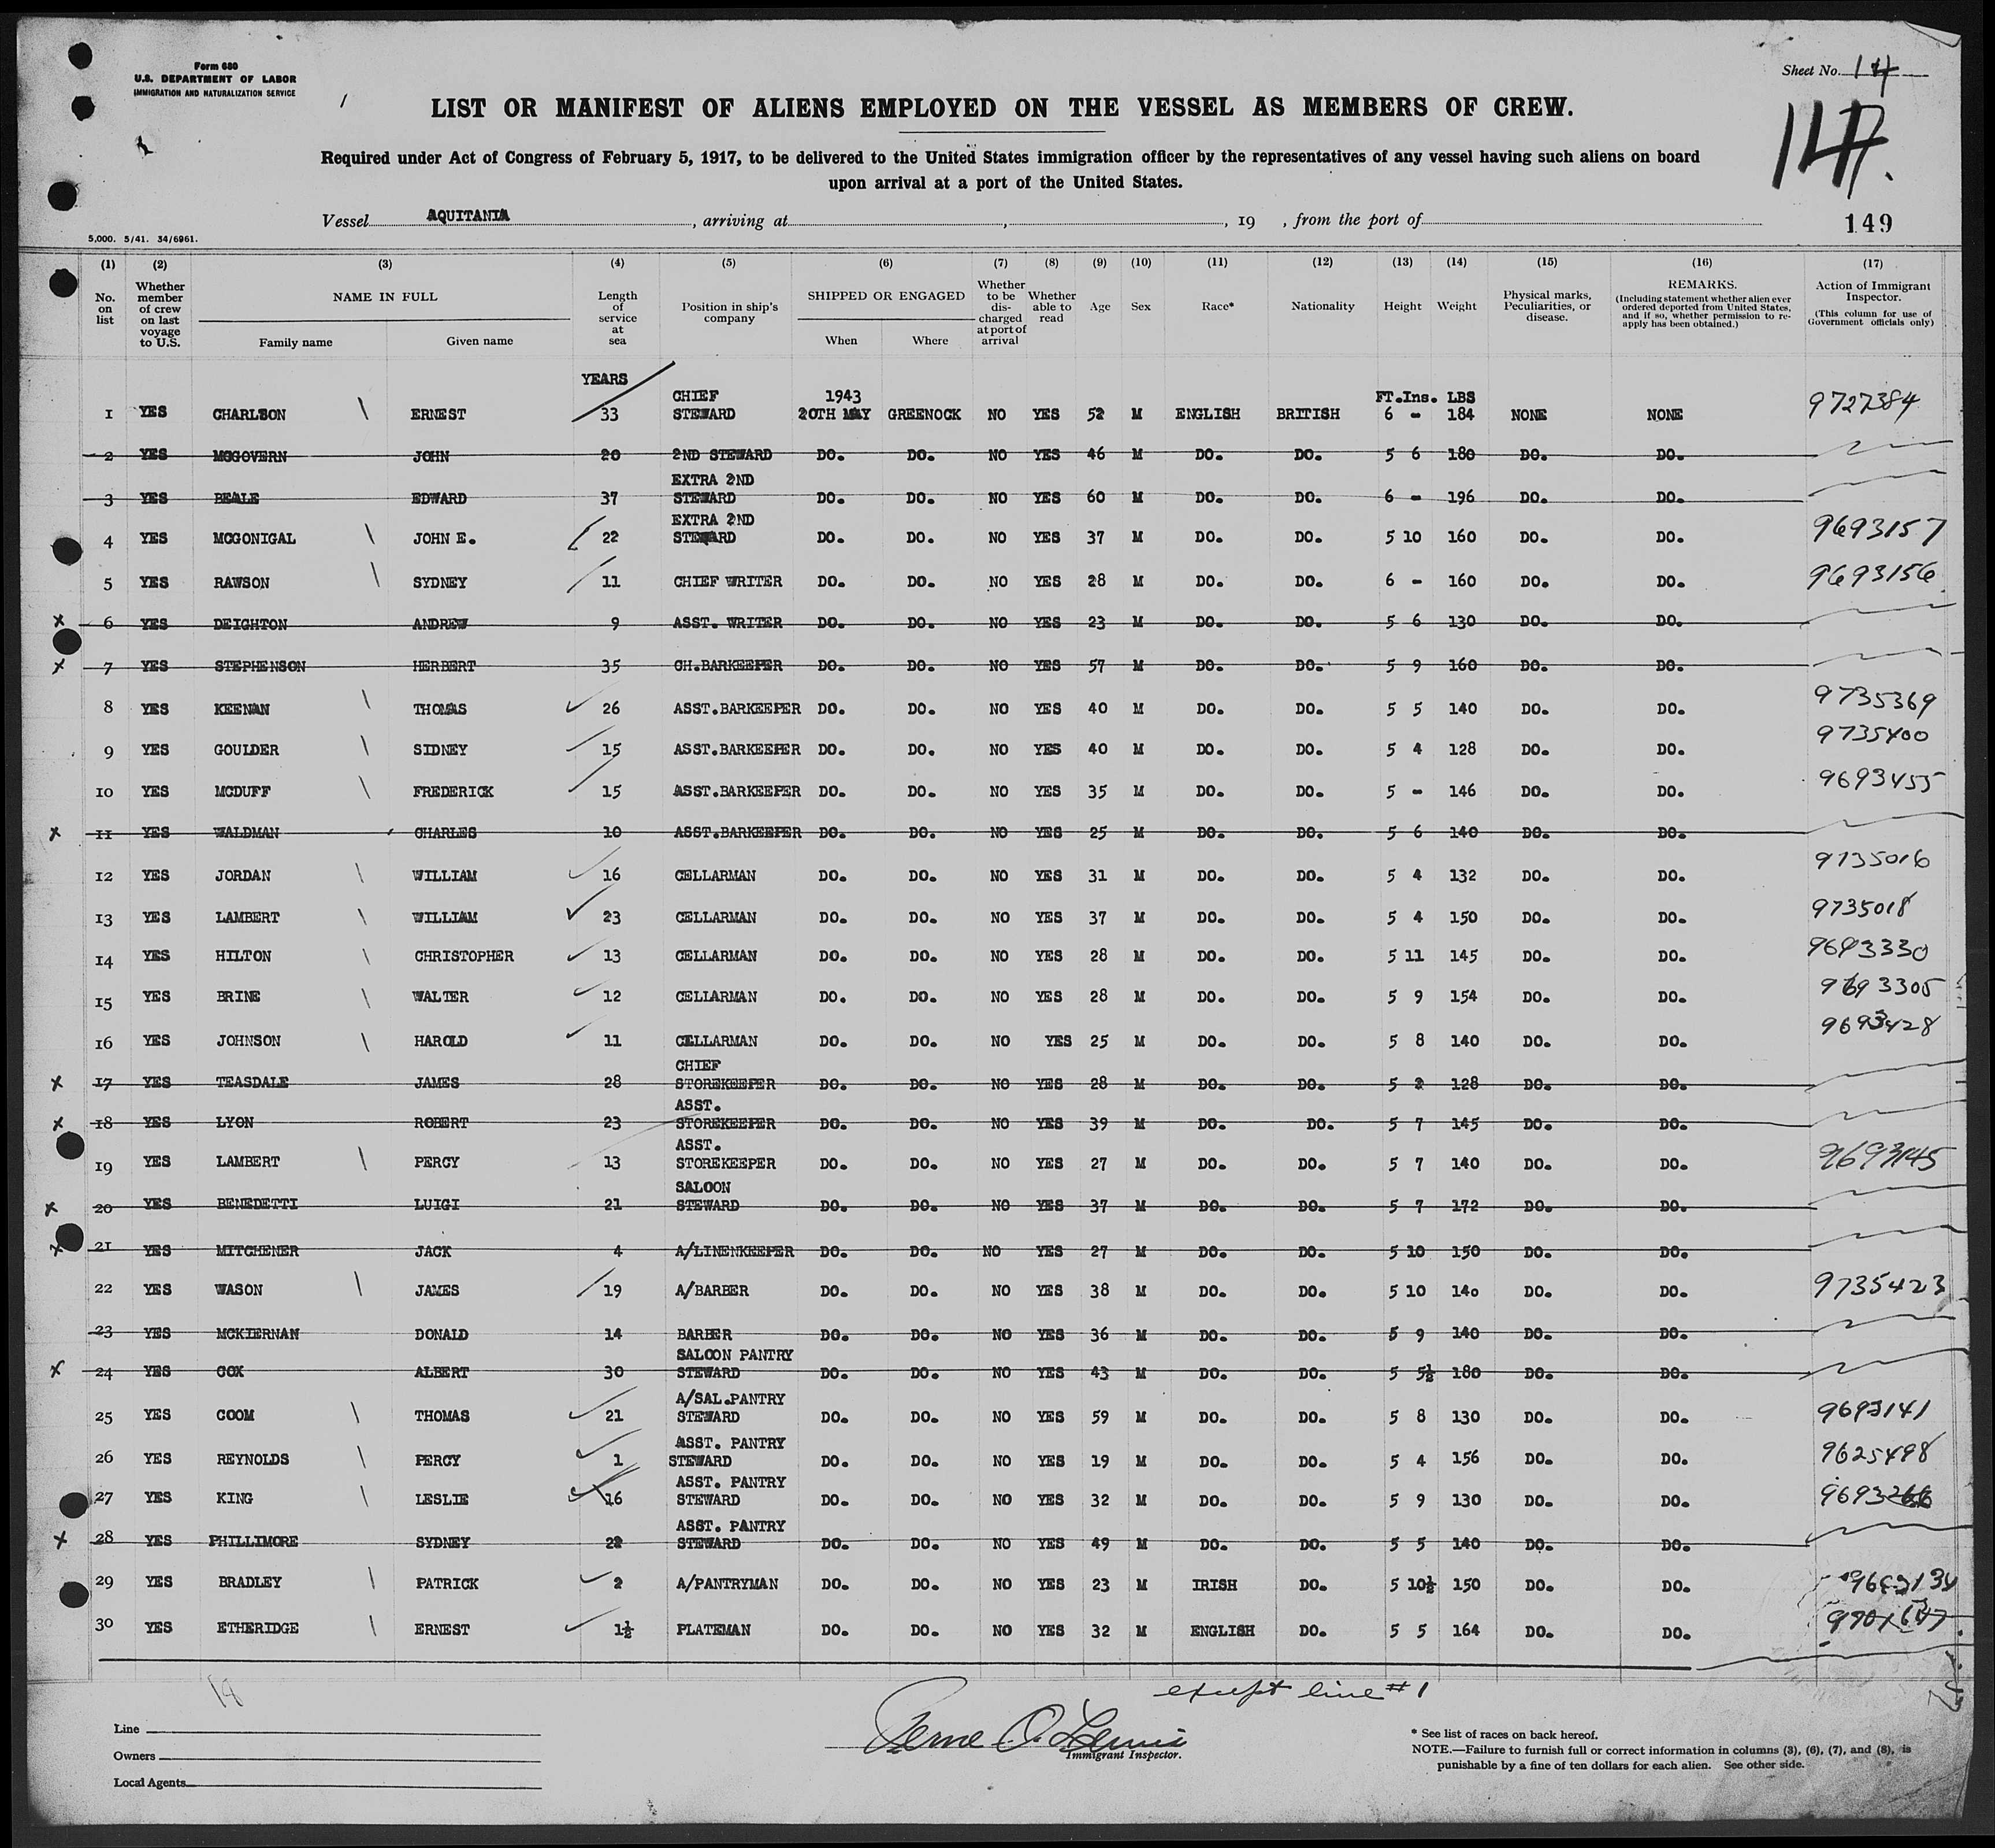 Form 680
U.S. DEPARTMENT OF LABOR
IMMIGRATION AND NATURALIZATION SERVICE
Sheet No. 14
LIST OR MANIFEST OF ALIENS EMPLOYED ON THE VESSEL AS MEMBERS OF CREW.
Required under Act of Congress of February 5, 1917, to be delivered to the United States immigration officer by the representatives of any vessel having such aliens on board
upon arrival at a port of the United States.
Vessel AQUITANIA, arriving at , , 19 , from the port of
149
5,000. 5/41. 34/6961.
(1) (2) (3) (4) (5) (6) (7) (8) (9) (10) (11) (12) (13) (14) (15) (16) (17)
No. on list
Whether member of crew on last voyage to U.S.
NAME IN FULL
Family name Given name
Length of service at sea
Position in ship's company
SHIPPED OR ENGAGED
When Where
Whether to be discharged at port of arrival
Whether able to read
Age Sex Race* Nationality Height Weight
Physical marks, Peculiarities, or disease.
REMARKS.
(Including statement whether alien ever ordered deported from United States, and if so, whether permission to re-apply has been obtained.)
Action of Immigrant Inspector.
(This column for use of Government officials only)
YEARS CHIEF 1943 FT.Ins. LBS
1 YES CHARLSON ERNEST 33 STEWARD 20TH MAY GREENOCK NO YES 52 M ENGLISH BRITISH 6 - 184 NONE NONE 9727384
2 YES MCGOVERN JOHN 20 2ND STEWARD DO. DO. NO YES 46 M DO. DO. 5 6 180 DO. DO.
EXTRA 2ND
3 YES BEALE EDWARD 37 STEWARD DO. DO. NO YES 60 M DO. DO. 6 - 196 DO. DO.
EXTRA 2ND
4 YES MCGONIGAL JOHN E. 22 STEWARD DO. DO. NO YES 37 M DO. DO. 5 10 160 DO. DO. 9693157
5 YES RAWSON SYDNEY 11 CHIEF WRITER DO. DO. NO YES 28 M DO. DO. 6 - 160 DO. DO. 9693156
x 6 YES DEIGHTON ANDREW 9 ASST. WRITER DO. DO. NO YES 23 M DO. DO. 5 6 130 DO. DO.
x 7 YES STEPHENSON HERBERT 35 CH.BARKEEPER DO. DO. NO YES 57 M DO. DO. 5 9 160 DO. DO.
8 YES KEENAN THOMAS 26 ASST.BARKEEPER DO. DO. NO YES 40 M DO. DO. 5 5 140 DO. DO. 9735369
9 YES GOULDER SIDNEY 15 ASST.BARKEEPER DO. DO. NO YES 40 M DO. DO. 5 4 128 DO. DO. 9735400
10 YES MCDUFF FREDERICK 15 ASST.BARKEEPER DO. DO. NO YES 35 M DO. DO. 5 - 146 DO. DO. 9693455
x 11 YES WALDMAN CHARLES 10 ASST.BARKEEPER DO. DO. NO YES 25 M DO. DO. 5 6 140 DO. DO.
12 YES JORDAN WILLIAM 16 CELLARMAN DO. DO. NO YES 31 M DO. DO. 5 4 132 DO. DO. 9735016
13 YES LAMBERT WILLIAM 23 CELLARMAN DO. DO. NO YES 37 M DO. DO. 5 4 150 DO. DO. 9735018
14 YES HILTON CHRISTOPHER 13 CELLARMAN DO. DO. NO YES 28 M DO. DO. 5 11 145 DO. DO. 9693330
15 YES BRINE WALTER 12 CELLARMAN DO. DO. NO YES 28 M DO. DO. 5 9 154 DO. DO. 9693305
16 YES JOHNSON HAROLD 11 CELLARMAN DO. DO. NO YES 25 M DO. DO. 5 8 140 DO. DO. 9693428
CHIEF
x 17 YES TEASDALE JAMES 28 STOREKEEPER DO. DO. NO YES 28 M DO. DO. 5 2 128 DO. DO.
ASST.
x 18 YES LYON ROBERT 23 STOREKEEPER DO. DO. NO YES 39 M DO. DO. 5 7 145 DO. DO.
ASST.
19 YES LAMBERT PERCY 13 STOREKEEPER DO. DO. NO YES 27 M DO. DO. 5 7 140 DO. DO. 9693145
SALOON
x 20 YES BENEDETTI LUIGI 21 STEWARD DO. DO. NO YES 37 M DO. DO. 5 7 172 DO. DO.
x 21 YES MITCHENER JACK 4 A/LINENKEEPER DO. DO. NO YES 27 M DO. DO. 5 10 150 DO. DO.
22 YES WASON JAMES 19 A/BARBER DO. DO. NO YES 38 M DO. DO. 5 10 140 DO. DO. 9735423
23 YES MCKIERNAN DONALD 14 BARBER DO. DO. NO YES 36 M DO. DO. 5 9 140 DO. DO.
SALOON PANTRY
x 24 YES COX ALBERT 30 STEWARD DO. DO. NO YES 43 M DO. DO. 5 5½ 180 DO. DO.
A/SAL.PANTRY
25 YES COOM THOMAS 21 STEWARD DO. DO. NO YES 59 M DO. DO. 5 8 130 DO. DO. 9693141
ASST. PANTRY
26 YES REYNOLDS PERCY 1 STEWARD DO. DO. NO YES 19 M DO. DO. 5 4 156 DO. DO. 9625498
ASST. PANTRY
27 YES KING LESLIE 16 STEWARD DO. DO. NO YES 32 M DO. DO. 5 9 130 DO. DO.
ASST. PANTRY
x 28 YES PHILLIMORE SYDNEY 22 STEWARD DO. DO. NO YES 49 M DO. DO. 5 5 140 DO. DO.
29 YES BRADLEY PATRICK 2 A/PANTRYMAN DO. DO. NO YES 23 M IRISH DO. 5 10½ 150 DO. DO.
30 YES ETHERIDGE ERNEST 1½ PLATEMAN DO. DO. NO YES 32 M ENGLISH DO. 5 5 164 DO. DO.
18
except line #1
Line
Owners
Local Agents
Verne O. Lewis
Immigrant Inspector.
* See list of races on back hereof.
NOTE.—Failure to furnish full or correct information in columns (3), (6), (7), and (8), is
punishable by a fine of ten dollars for each alien. See other side.